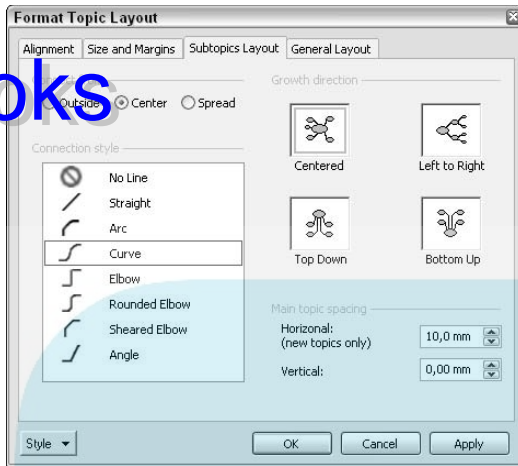 Format Topic Layout
Alignment Size and Margins Subtopics Layout General Layout
oks
Outside Center Spread
Growth direction
Centered Left to Right
Top Down Bottom Up
Connection style
No Line
Straight
Arc
Curve
Elbow
Rounded Elbow
Sheared Elbow
Angle
Main topic spacing
Horizonal:
(new topics only)
10,0 mm
Vertical: 0,00 mm
Style OK Cancel Apply